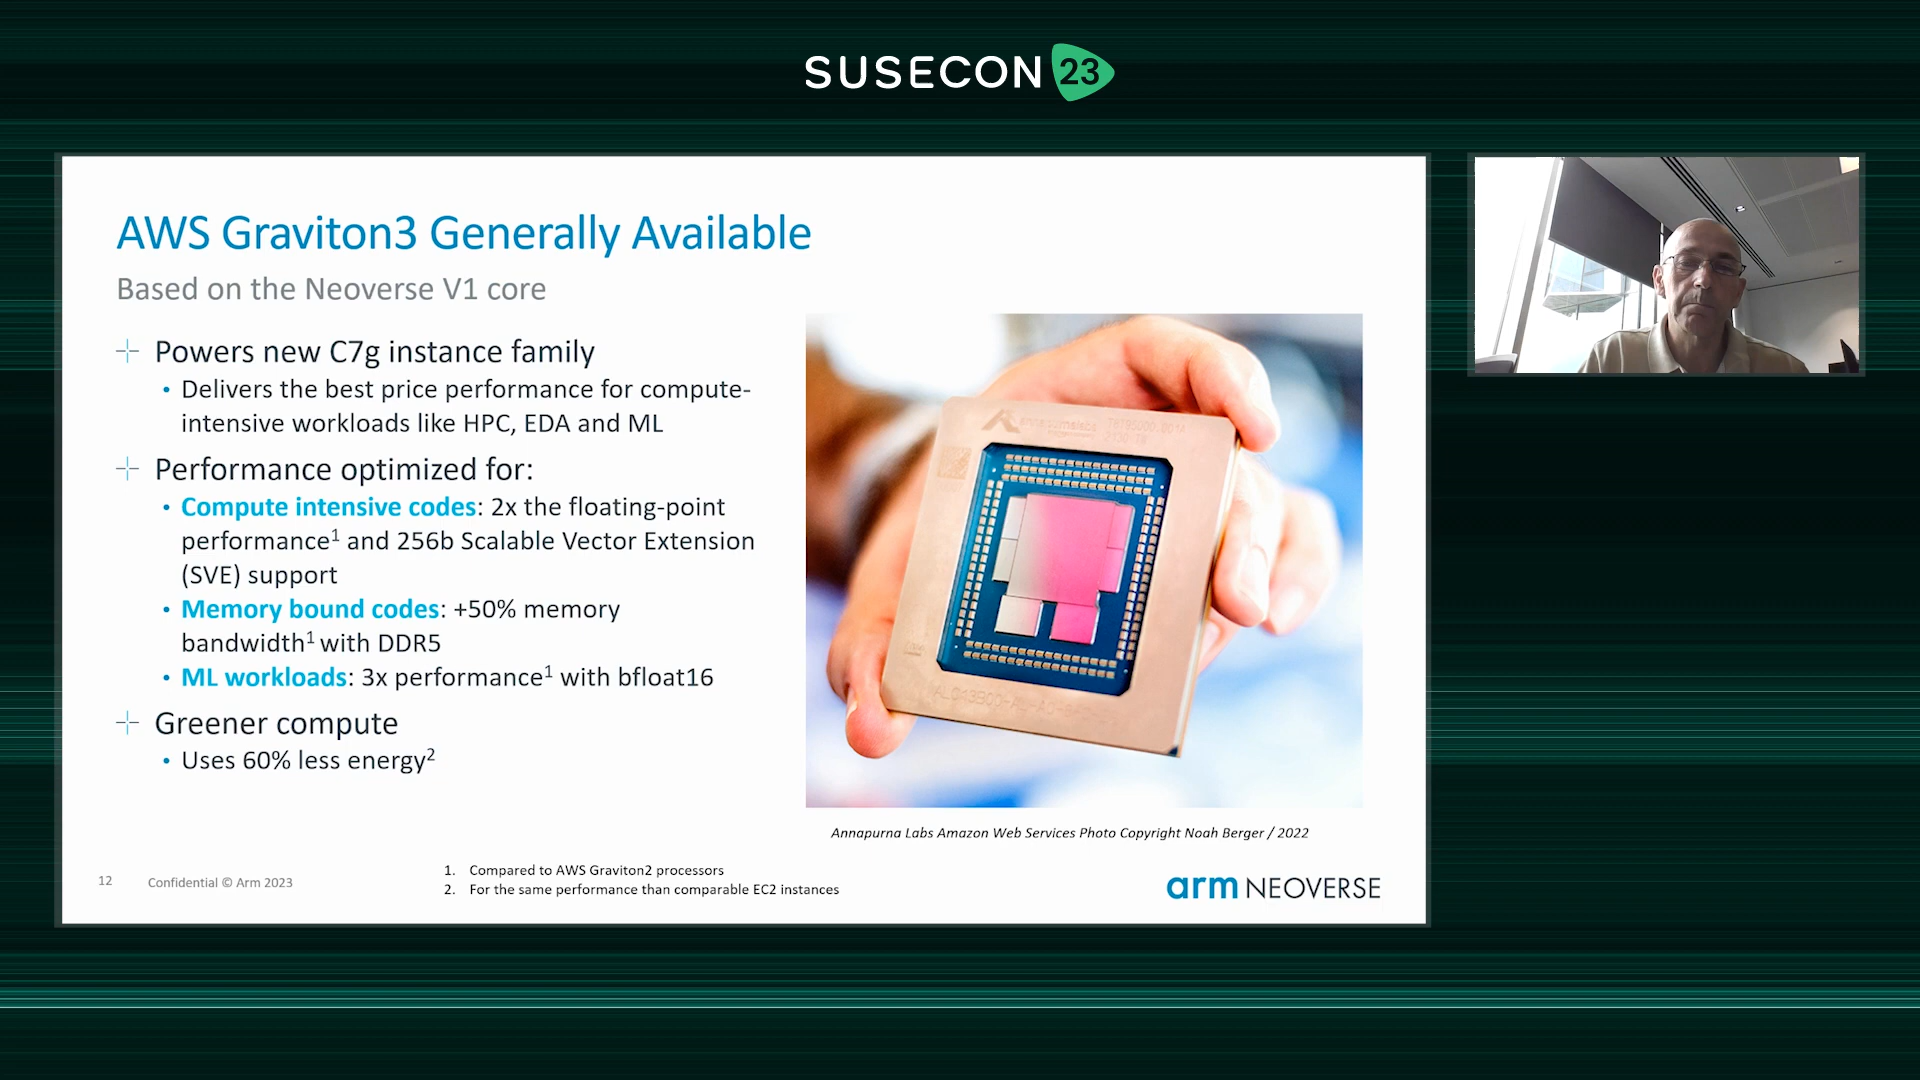 SUSECON 23
AWS Graviton3 Generally Available
Based on the Neoverse V1 core
Powers new C7g instance family
• Delivers the best price performance for compute-
intensive workloads like HPC, EDA and ML
Performance optimized for:
• Compute intensive codes: 2x the floating-point
performance1 and 256b Scalable Vector Extension
(SVE) support
• Memory bound codes: +50% memory
bandwidth1 with DDR5
• ML workloads: 3x performance1 with bfloat16
Greener compute
• Uses 60% less energy2
Annapurna Labs Amazon Web Services Photo Copyright Noah Berger / 2022
12 Confidential © Arm 2023
1. Compared to AWS Graviton2 processors
2. For the same performance than comparable EC2 instances
arm NEOVERSE